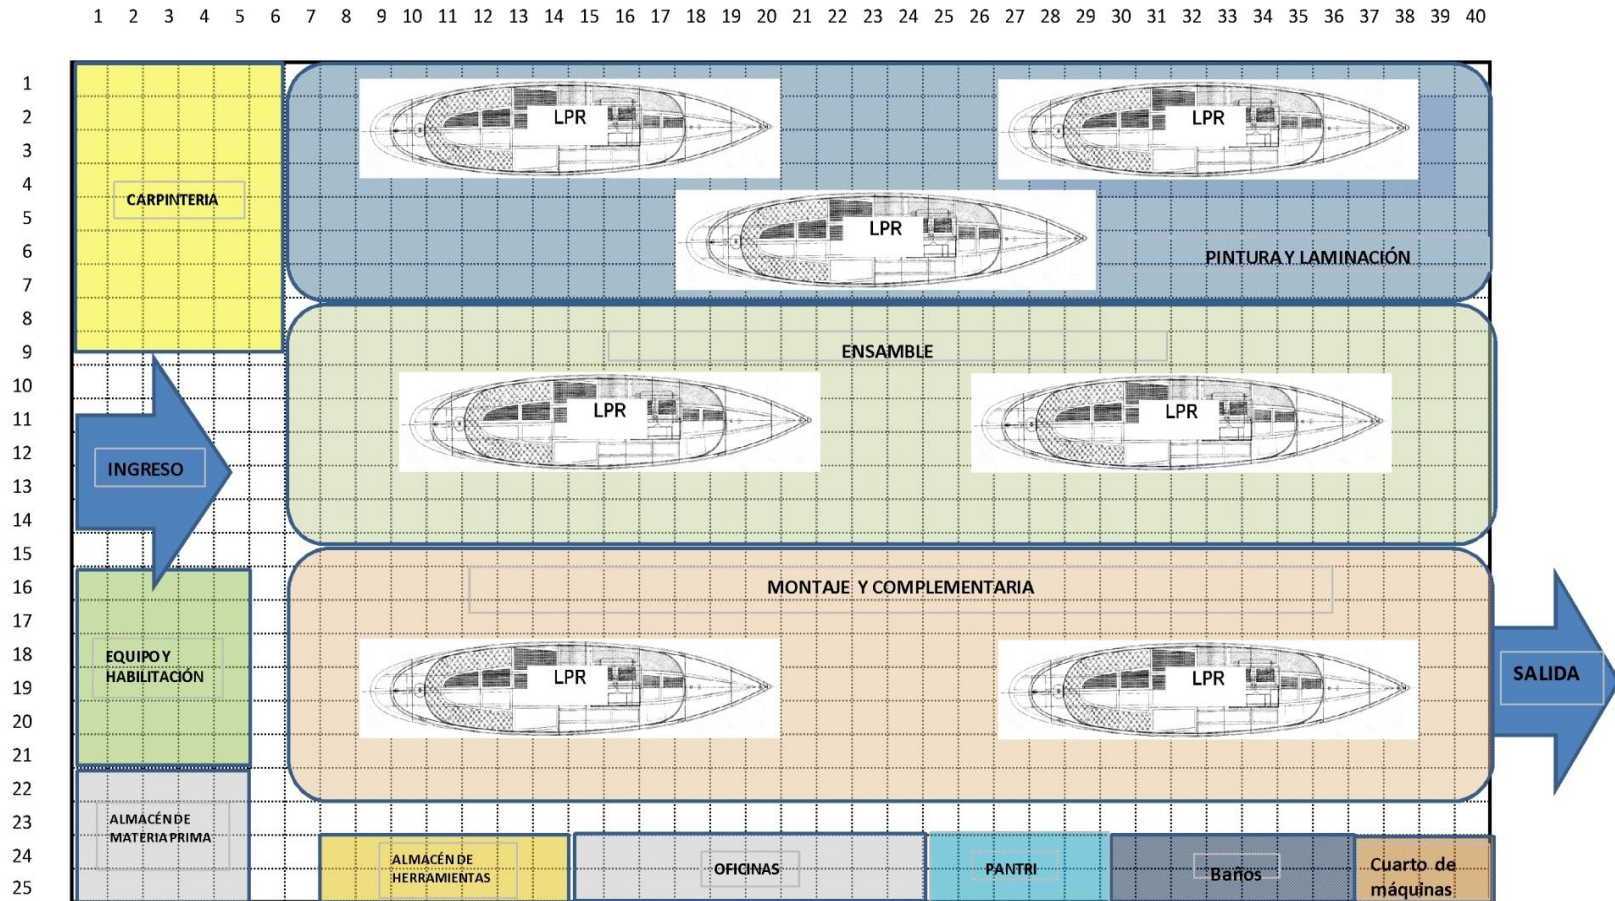 1 2 3 4 5 6 7 8 9 10 11 12 13 14 15 16 17 18 19 20 21 22 23 24 25 26 27 28 29 30 31 32 33 34 35 36 37 38 39 40
1
2
3
4
5
6
7
8
9
10
11
12
13
14
15
16
17
18
19
20
21
22
23
24
25
LPR
LPR
CARPINTERIA
LPR
PINTURA Y LAMINACIÓN
ENSAMBLE
LPR
LPR
INGRESO
MONTAJE Y COMPLEMENTARIA
EQUIPO Y
HABILITACIÓN
LPR
LPR
SALIDA
ALMACÉN DE
MATERIA PRIMA
ALMACÉN DE
HERRAMIENTAS
OFICINAS
PANTRI
Baños
Cuarto de
máquinas